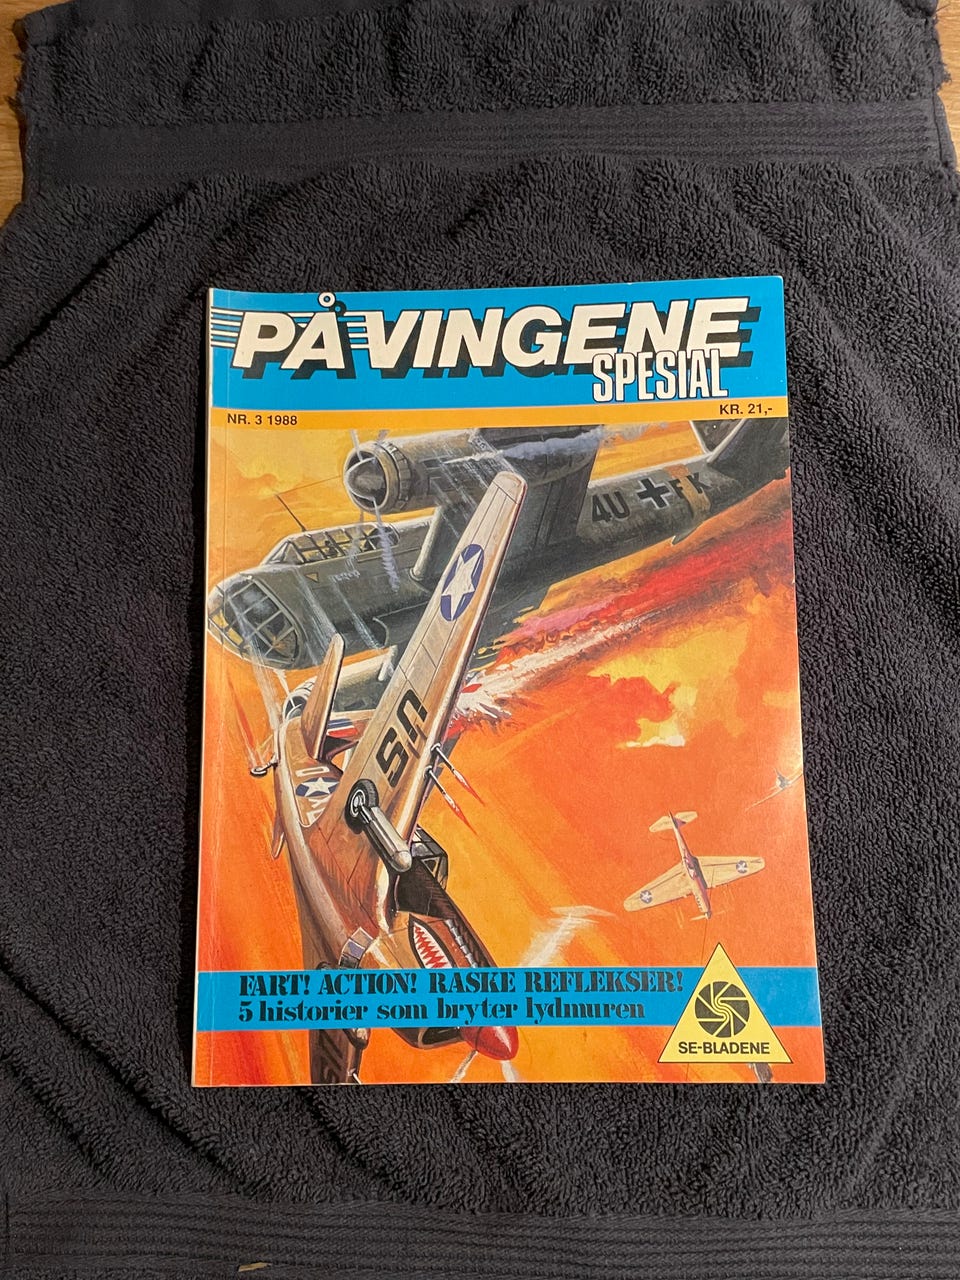 PÅ VINGENE
SPESIAL
NR. 3 1988
KR. 21,-
4U FK
US
FART! ACTION! RASKE REFLEKSER!
5 historier som bryter lydmuren
SE-BLADENE